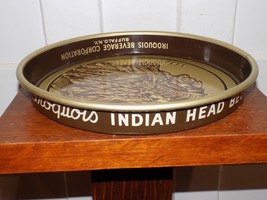 IROQUOIS BEVERAGE CORPORATION
BUFFALO, N.Y.
Iroquois INDIAN HEAD BE